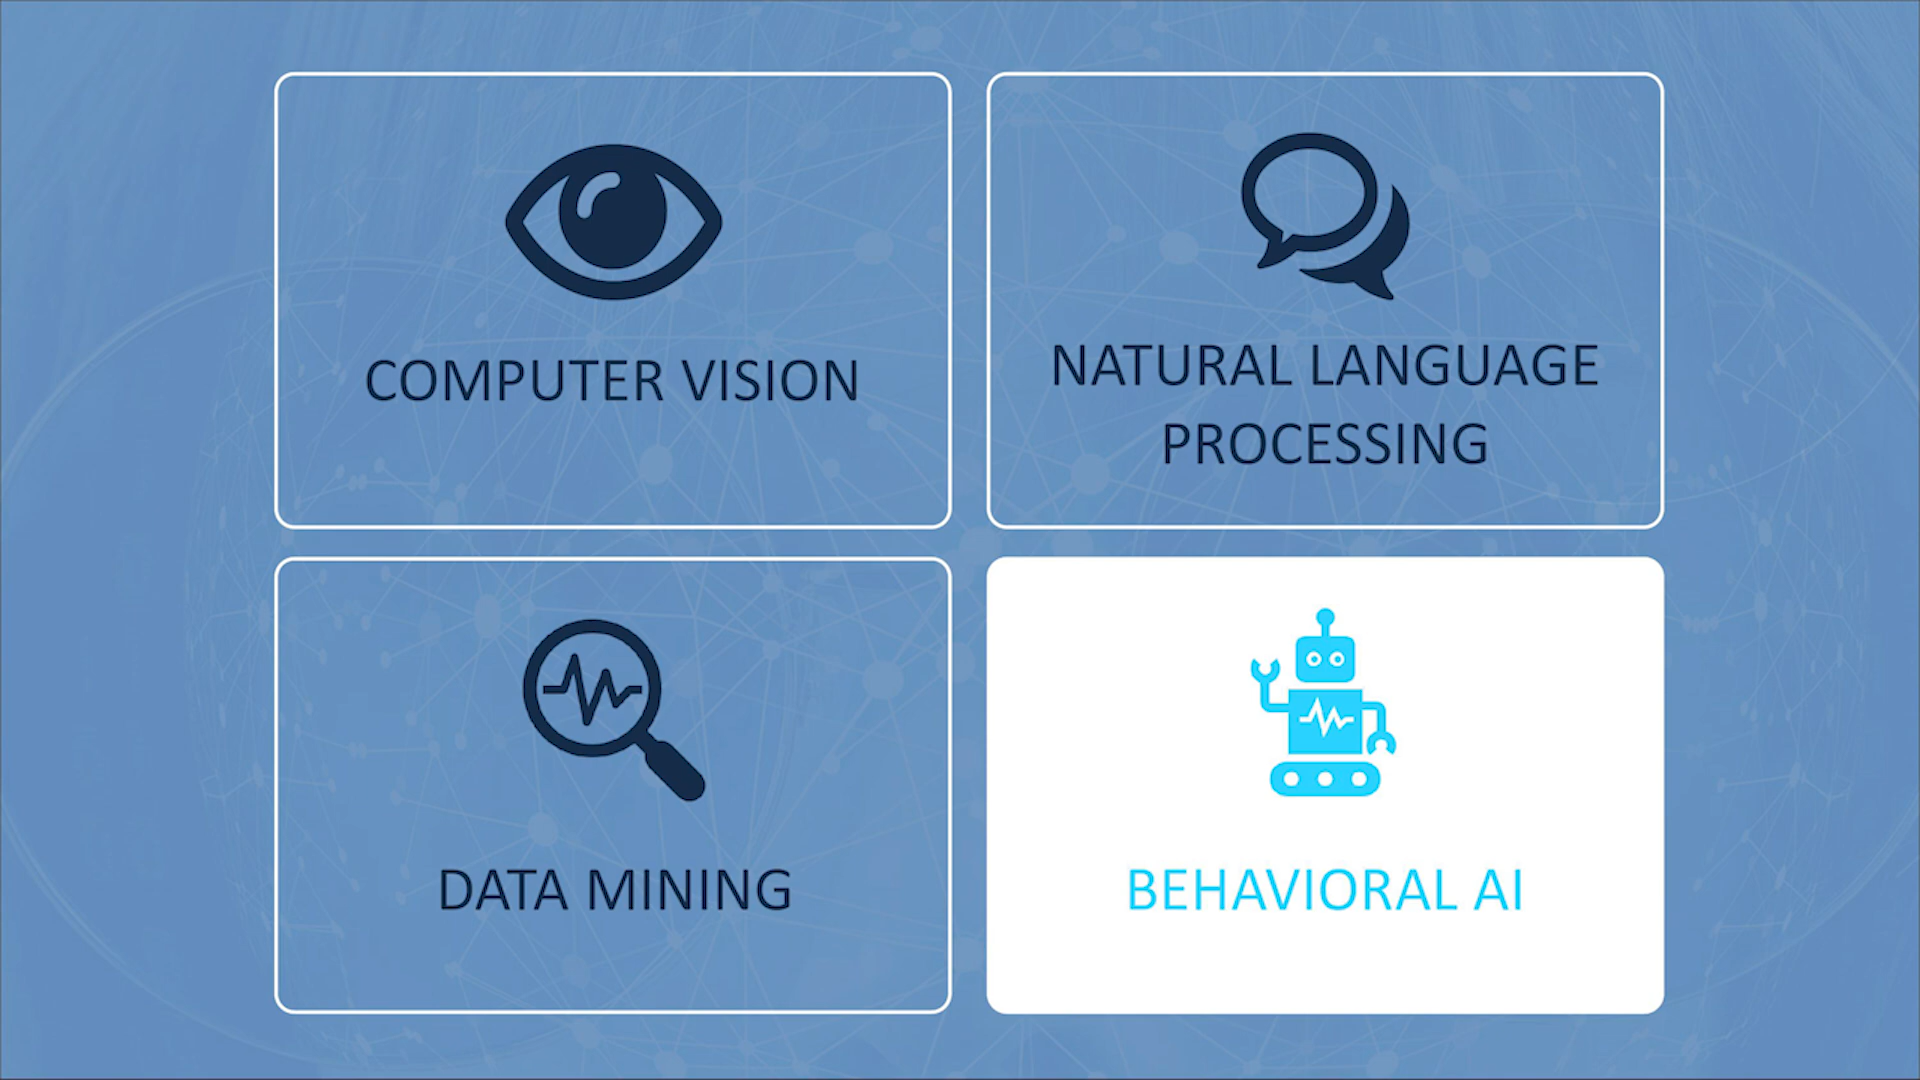 COMPUTER VISION
NATURAL LANGUAGE
PROCESSING
DATA MINING
BEHAVIORAL AI